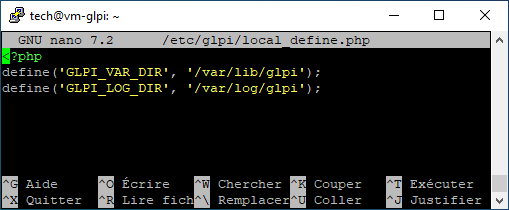 tech@vm-glpi: ~
GNU nano 7.2 /etc/glpi/local_define.php
<?php
define('GLPI_VAR_DIR', '/var/lib/glpi');
define('GLPI_LOG_DIR', '/var/log/glpi');
^G Aide ^O Écrire ^W Chercher ^K Couper ^T Exécuter
^X Quitter ^R Lire fich^\ Remplacer^U Coller ^J Justifier